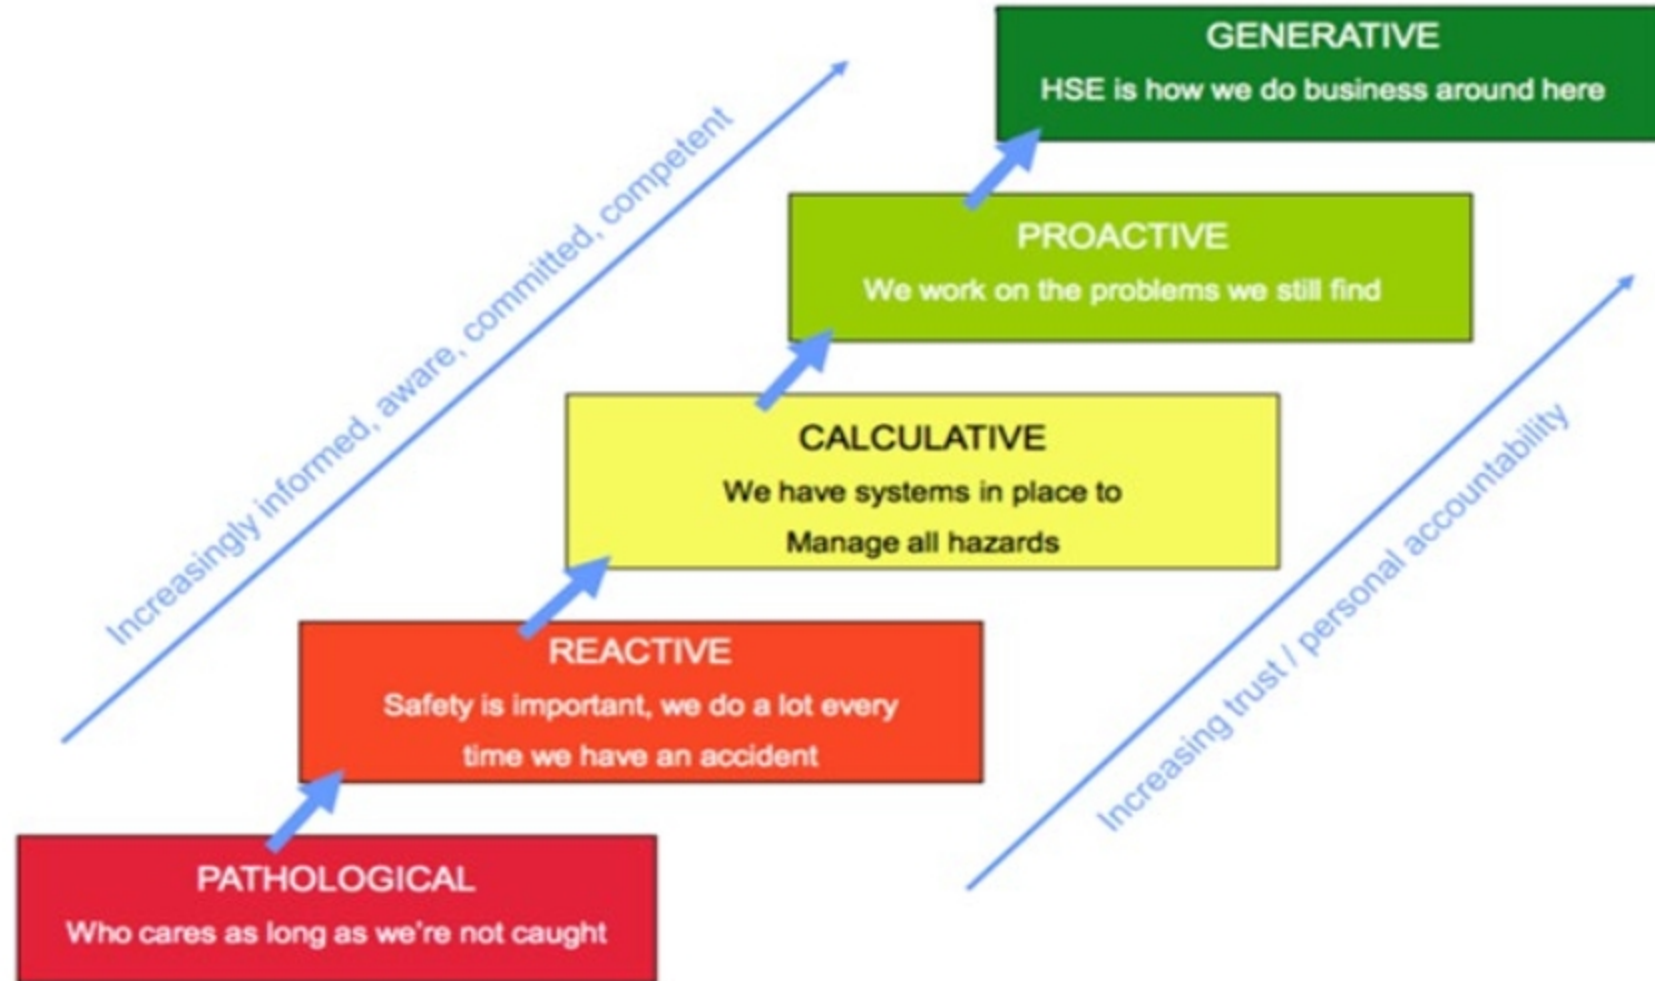 GENERATIVE
HSE is how we do business around here
Increasingly informed, aware, committed, competent
PROACTIVE
We work on the problems we still find
CALCULATIVE
We have systems in place to
Manage all hazards
Increasing trust / personal accountability
REACTIVE
Safety is important, we do a lot every
time we have an accident
PATHOLOGICAL
Who cares as long as we're not caught